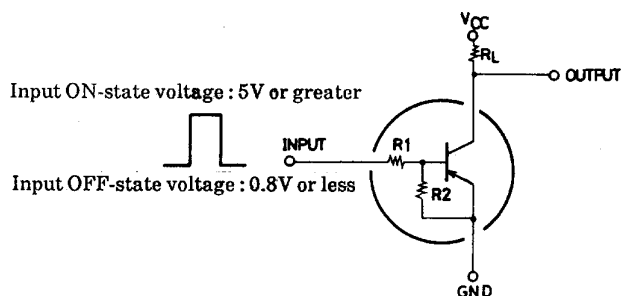 VCC
RL
OUTPUT
Input ON-state voltage : 5V or greater
INPUT
R1
Input OFF-state voltage : 0.8V or less
R2
GND